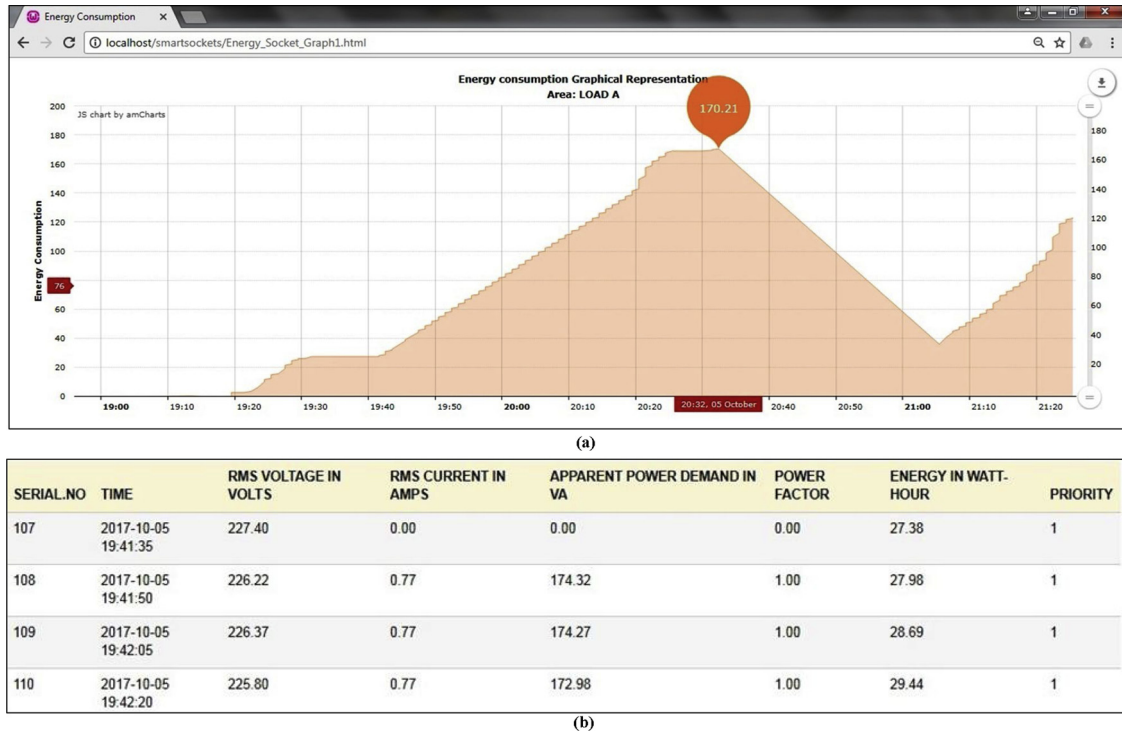 Energy Consumption
localhost/smartsockets/Energy_Socket_Graph1.html
Energy consumption Graphical Representation
Area: LOAD A
JS chart by amCharts
170.21
200
180
160
140
120
100
76
60
40
20
0
Energy Consumption
180
160
140
120
100
80
60
40
20
19:00 19:10 19:20 19:30 19:40 19:50 20:00 20:10 20:20 20:32, 05 October 20:40 20:50 21:00 21:10 21:20
(a)
SERIAL.NO TIME RMS VOLTAGE IN VOLTS RMS CURRENT IN AMPS APPARENT POWER DEMAND IN VA POWER FACTOR ENERGY IN WATT-HOUR PRIORITY
107 2017-10-05 19:41:35 227.40 0.00 0.00 0.00 27.38 1
108 2017-10-05 19:41:50 226.22 0.77 174.32 1.00 27.98 1
109 2017-10-05 19:42:05 226.37 0.77 174.27 1.00 28.69 1
110 2017-10-05 19:42:20 225.80 0.77 172.98 1.00 29.44 1
(b)